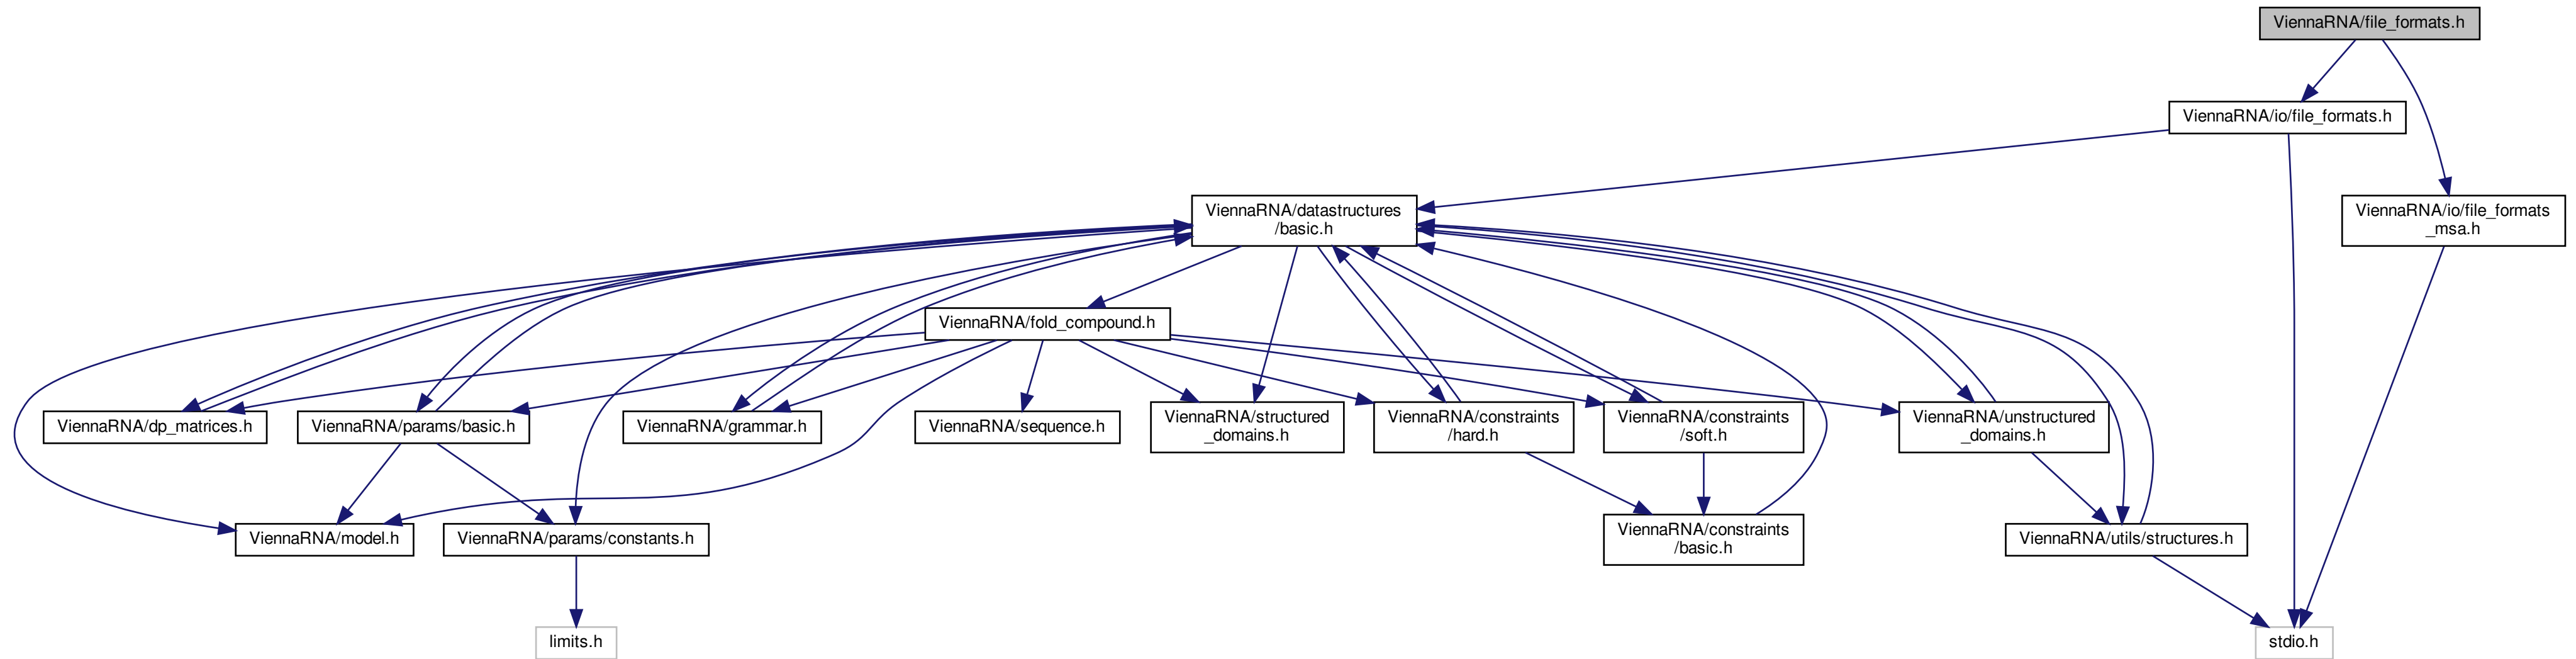 ViennaRNA/file_formats.h
ViennaRNA/io/file_formats.h
ViennaRNA/datastructures
/basic.h
ViennaRNA/io/file_formats
_msa.h
ViennaRNA/fold_compound.h
ViennaRNA/dp_matrices.h
ViennaRNA/params/basic.h
ViennaRNA/grammar.h
ViennaRNA/sequence.h
ViennaRNA/structured
_domains.h
ViennaRNA/constraints
/hard.h
ViennaRNA/constraints
/soft.h
ViennaRNA/unstructured
_domains.h
ViennaRNA/model.h
ViennaRNA/params/constants.h
ViennaRNA/constraints
/basic.h
ViennaRNA/utils/structures.h
limits.h
stdio.h